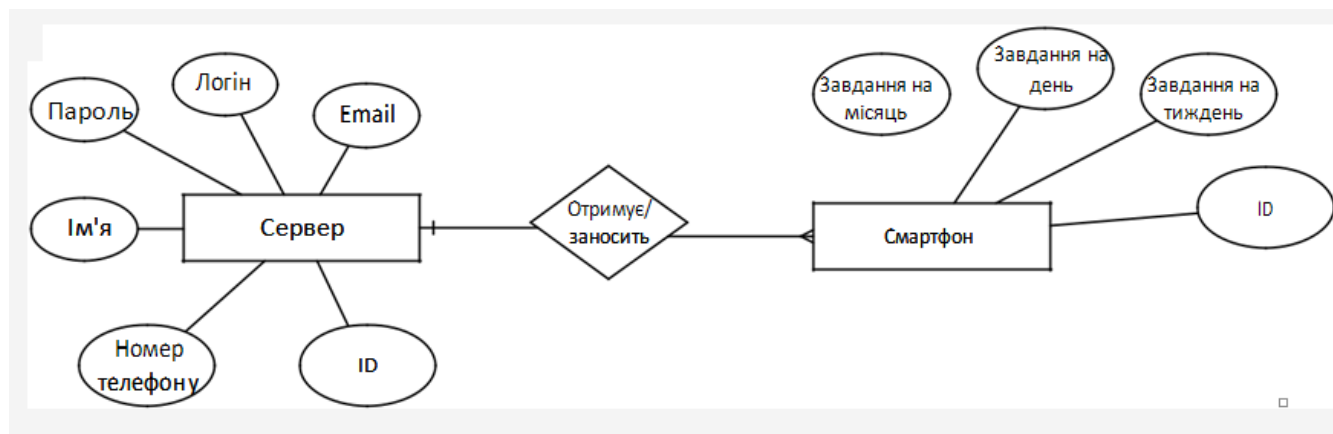 Логін
Пароль
Email
Ім'я
Сервер
Номер
телефону
ID
Отримує/
заносить
Завдання на
місяць
Завдання на
день
Завдання на
тиждень
ID
Смартфон